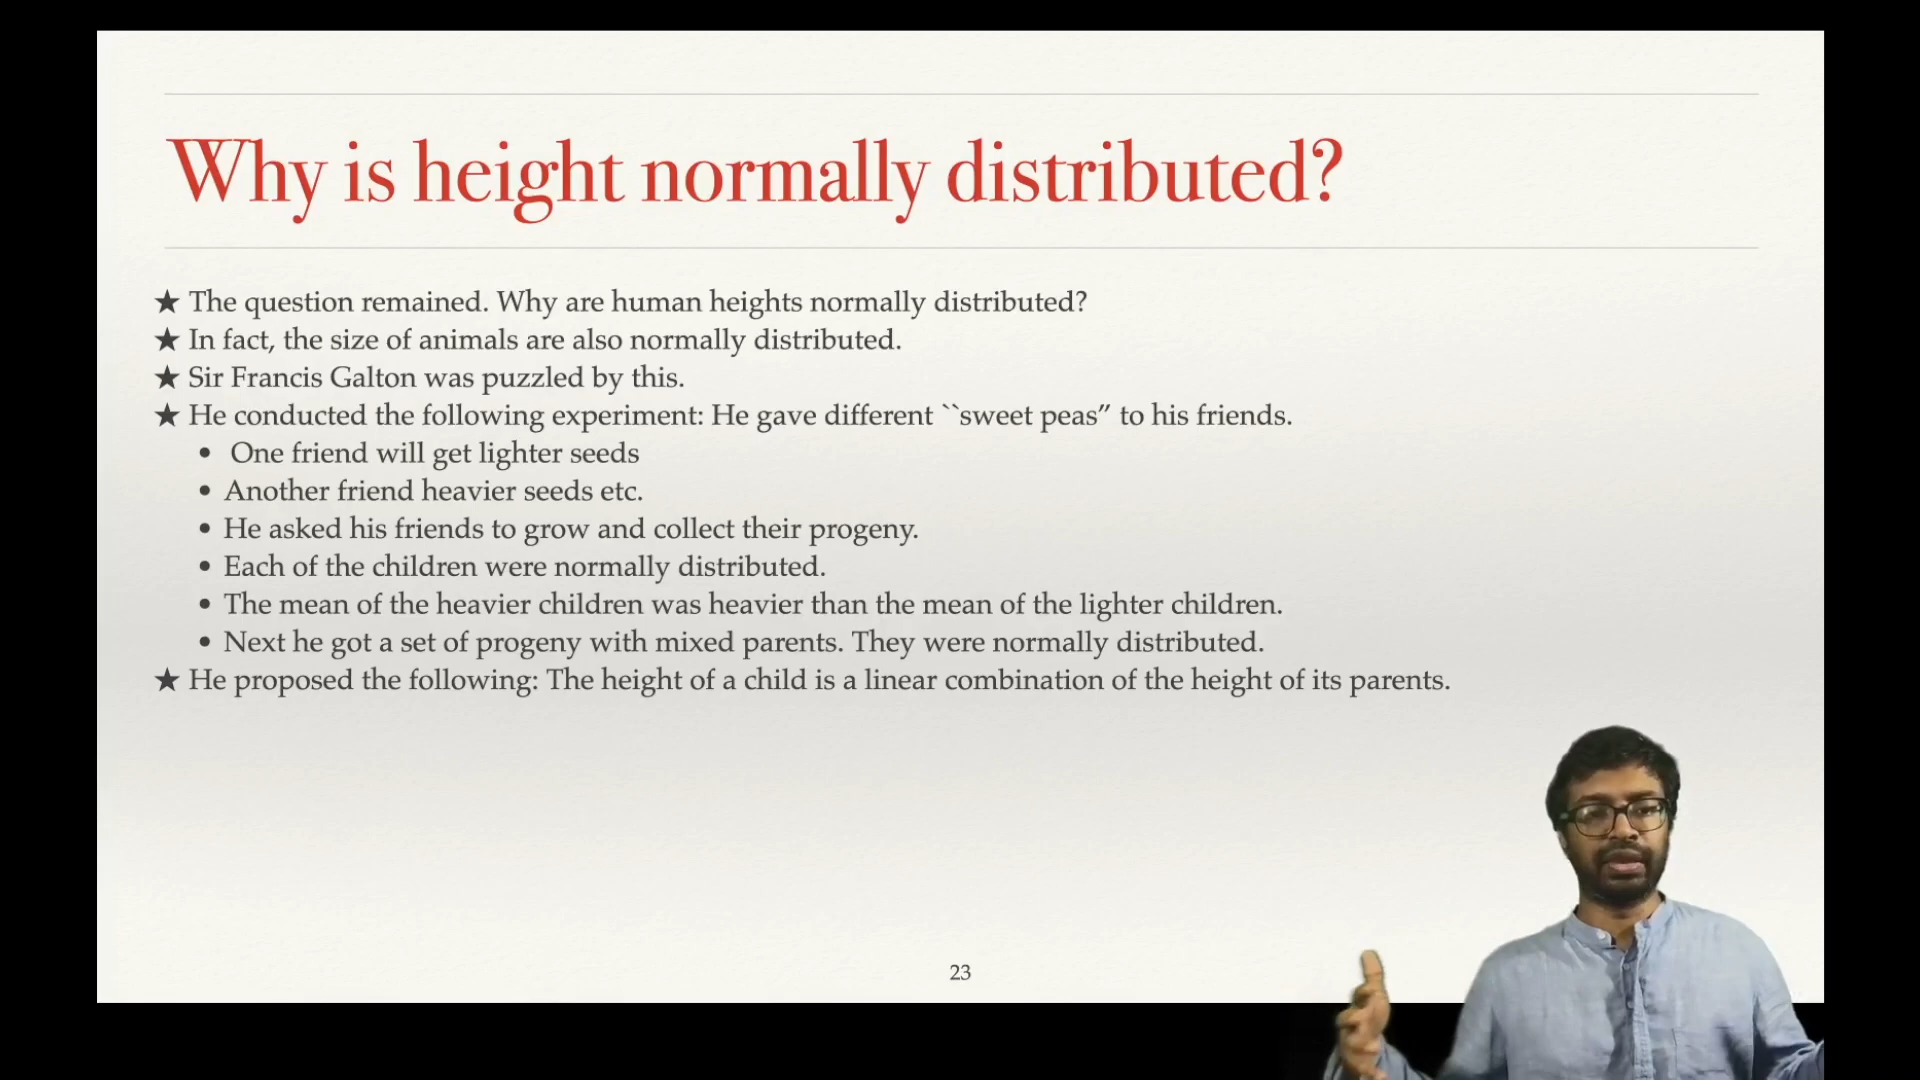 Why is height normally distributed?
★ The question remained. Why are human heights normally distributed?
★ In fact, the size of animals are also normally distributed.
★ Sir Francis Galton was puzzled by this.
★ He conducted the following experiment: He gave different ``sweet peas” to his friends.
• One friend will get lighter seeds
• Another friend heavier seeds etc.
• He asked his friends to grow and collect their progeny.
• Each of the children were normally distributed.
• The mean of the heavier children was heavier than the mean of the lighter children.
• Next he got a set of progeny with mixed parents. They were normally distributed.
★ He proposed the following: The height of a child is a linear combination of the height of its parents.
23